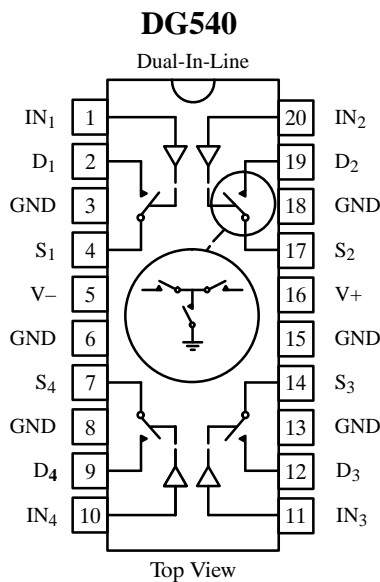 DG540
Dual-In-Line
IN1 1 20 IN2
D1 2 19 D2
GND 3 18 GND
S1 4 17 S2
V– 5 16 V+
GND 6 15 GND
S4 7 14 S3
GND 8 13 GND
D4 9 12 D3
IN4 10 11 IN3
Top View